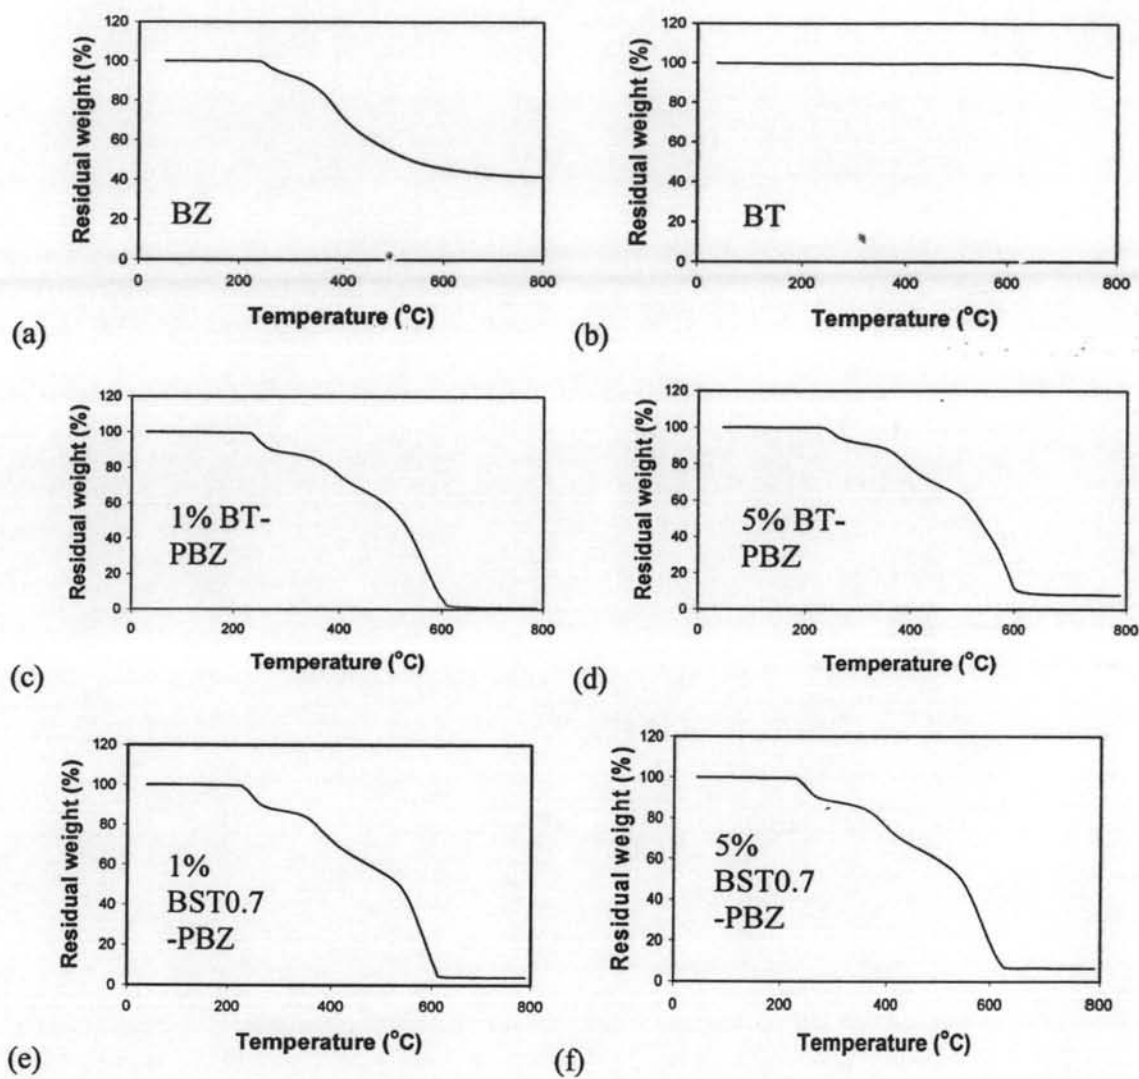 120
100
80
60
40
20
0
Residual weight (%)
BZ
0 200 400 600 800
Temperature (°C)
(a)
120
100
80
60
40
20
0
Residual weight (%)
BT
0 200 400 600 800
Temperature (°C)
(b)
120
100
80
60
40
20
0
Residual weight (%)
1% BT-
PBZ
0 200 400 600 800
Temperature (°C)
(c)
120
100
80
60
40
20
0
Residual weight (%)
5% BT-
PBZ
0 200 400 600 800
Temperature (°C)
(d)
120
100
80
60
40
20
0
Residual weight (%)
1%
BST0.7
-PBZ
0 200 400 600 800
Temperature (°C)
(e)
120
100
80
60
40
20
0
Residual weight (%)
5%
BST0.7
-PBZ
0 200 400 600 800
Temperature (°C)
(f)